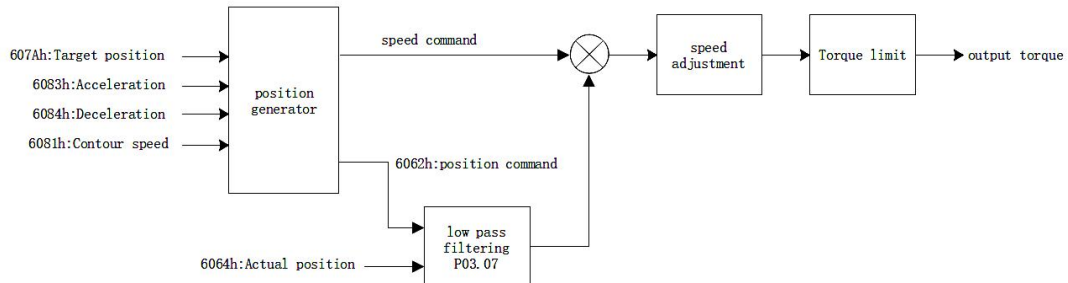 607Ah:Target position
6083h:Acceleration
6084h:Deceleration
6081h:Contour speed
position
generator
speed command
speed
adjustment
Torque limit
output torque
6062h:position command
low pass
filtering
P03.07
6064h:Actual position